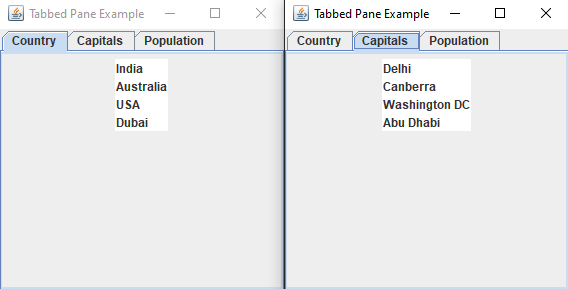 Tabbed Pane Example
Country Capitals Population
India
Australia
USA
Dubai
Tabbed Pane Example
Country Capitals Population
Delhi
Canberra
Washington DC
Abu Dhabi